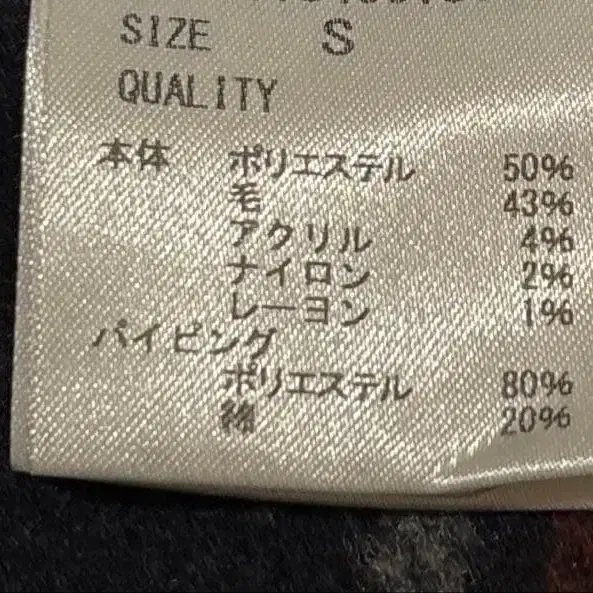 SIZE S
QUALITY
本体 ポリエステル 50%
毛 43%
アクリル 4%
ナイロン 2%
レーヨン 1%
パイピング
ポリエステル 80%
綿 20%